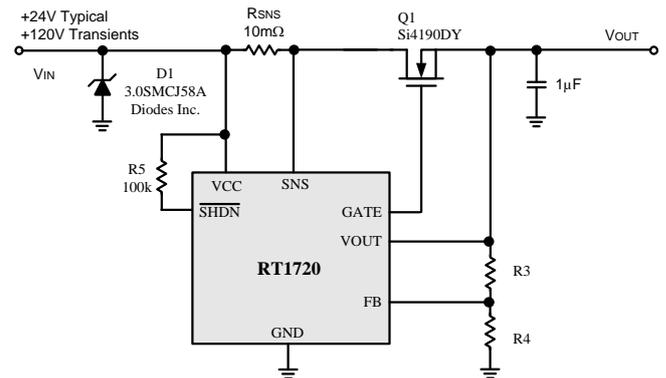 +24V Typical
+120V Transients
RSNS
10mΩ
Q1
Si4190DY
VOUT
VIN
D1
3.0SMCJ58A
Diodes Inc.
1µF
R5
100k
VCC
SNS
SHDN
GATE
VOUT
RT1720
R3
FB
R4
GND